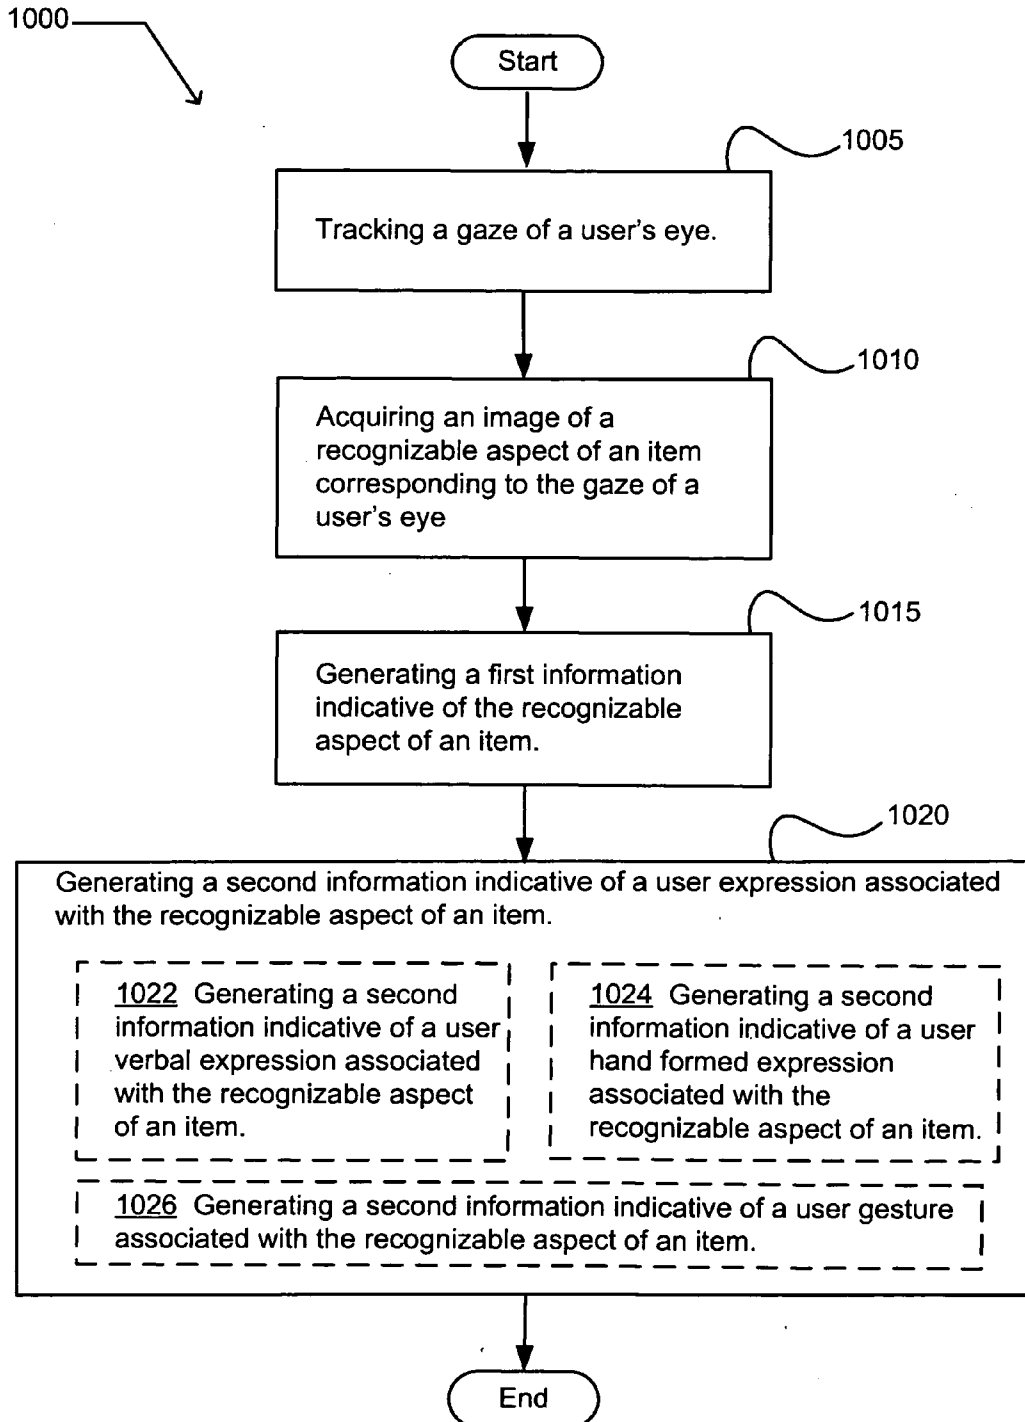 1000
Start
1005
Tracking a gaze of a user's eye.
1010
Acquiring an image of a
recognizable aspect of an item
corresponding to the gaze of a
user's eye
1015
Generating a first information
indicative of the recognizable
aspect of an item.
1020
Generating a second information indicative of a user expression associated
with the recognizable aspect of an item.
1022 Generating a second
information indicative of a user
verbal expression associated
with the recognizable aspect
of an item.
1024 Generating a second
information indicative of a user
hand formed expression
associated with the
recognizable aspect of an item.
1026 Generating a second information indicative of a user gesture
associated with the recognizable aspect of an item.
End